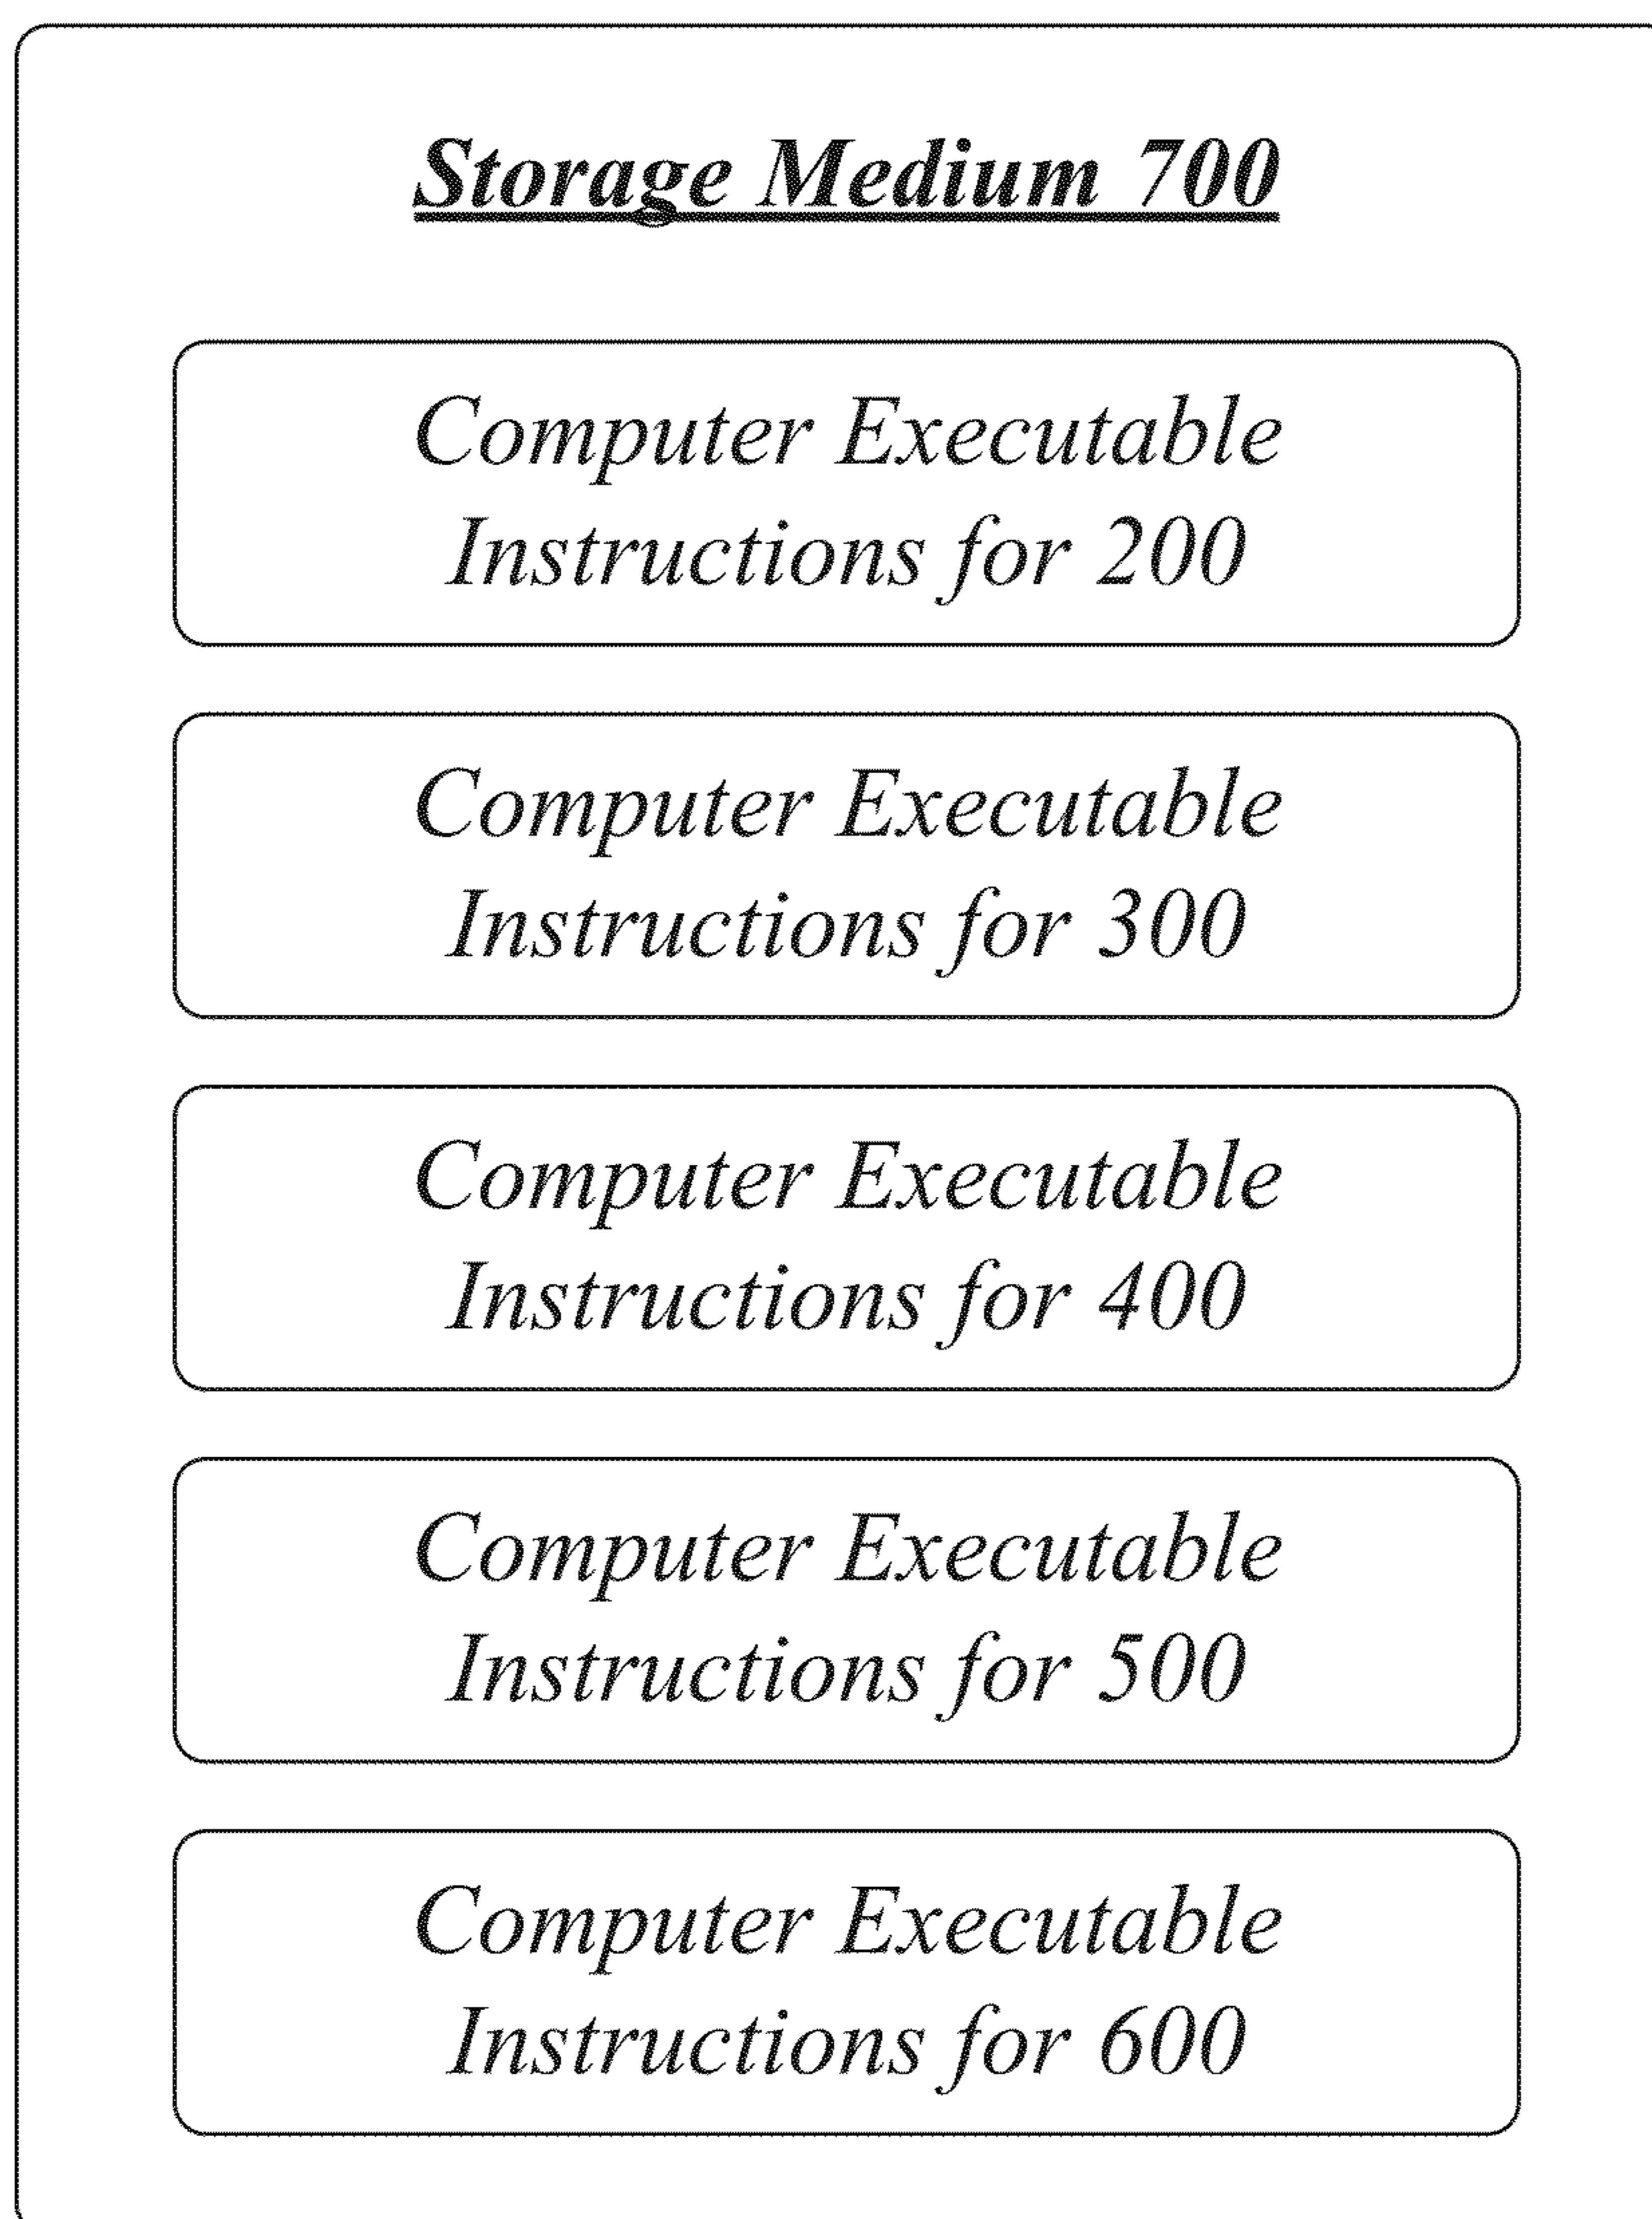 Storage Medium 700
Computer Executable
Instructions for 200
Computer Executable
Instructions for 300
Computer Executable
Instructions for 400
Computer Executable
Instructions for 500
Computer Executable
Instructions for 600